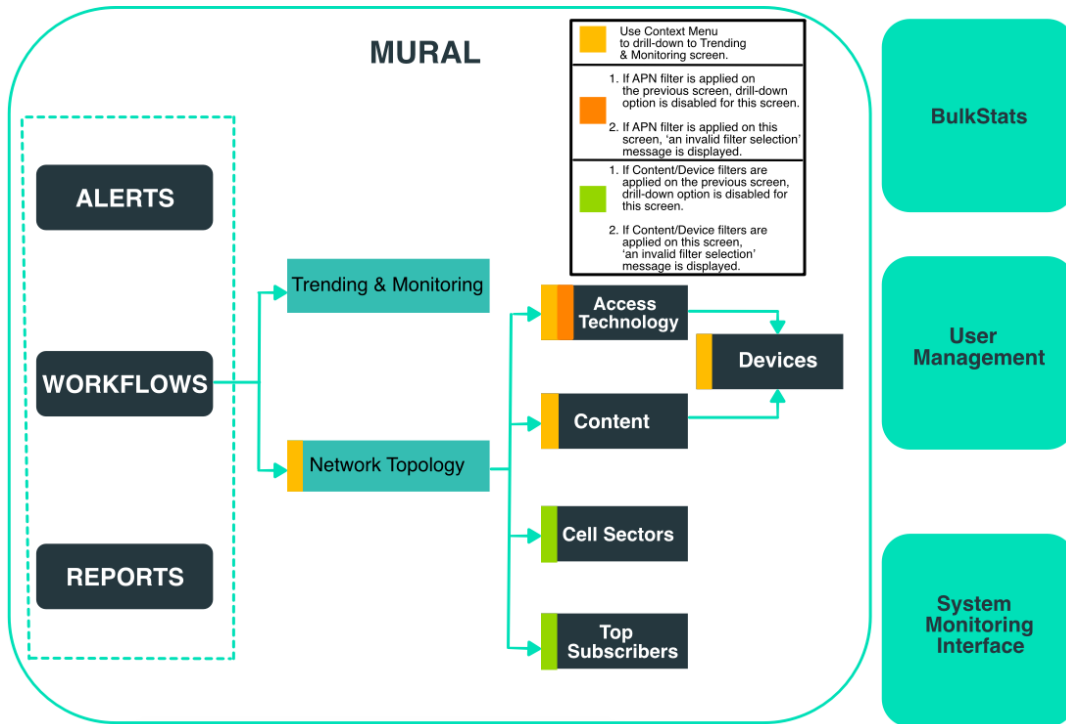 MURAL
Use Context Menu
to drill-down to Trending
& Monitoring screen.
1. If APN filter is applied on
the previous screen, drill-down
option is disabled for this screen.
2. If APN filter is applied on this
screen, ‘an invalid filter selection’
message is displayed.
1. If Content/Device filters are
applied on the previous screen,
drill-down option is disabled for
this screen.
2. If Content/Device filters are
applied on this screen,
‘an invalid filter selection’
message is displayed.
ALERTS
WORKFLOWS
REPORTS
Trending & Monitoring
Network Topology
Access
Technology
Content
Cell Sectors
Top
Subscribers
Devices
BulkStats
User
Management
System
Monitoring
Interface